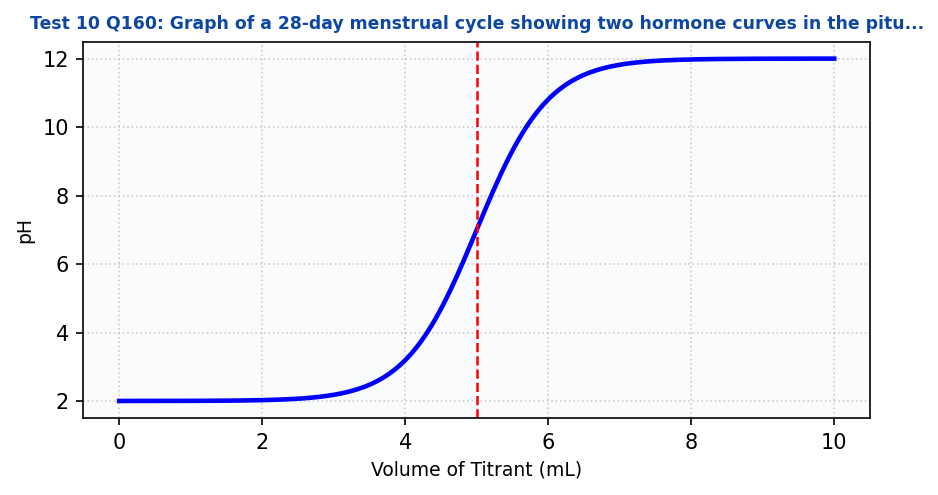 Test 10 Q160: Graph of a 28-day menstrual cycle showing two hormone curves in the pitu...
12
10
8
6
4
2
pH
0 2 4 6 8 10
Volume of Titrant (mL)